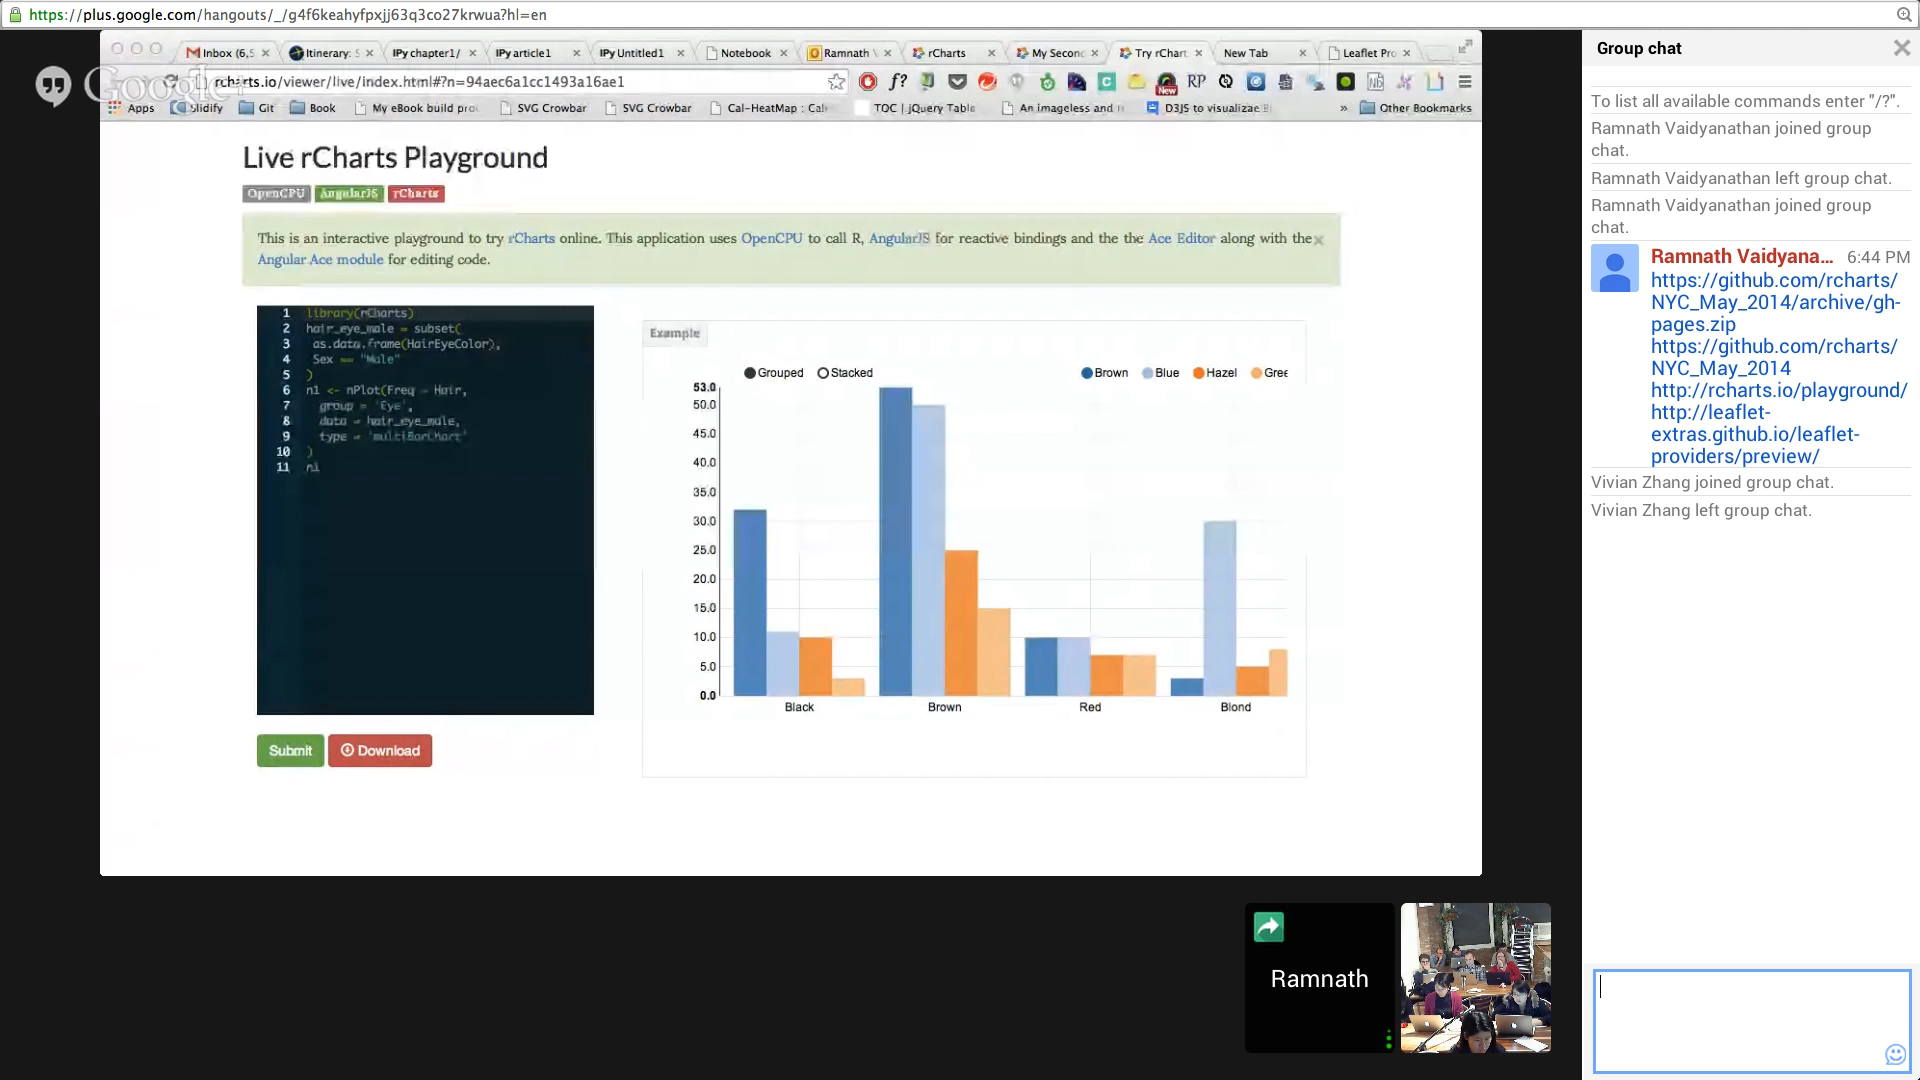 https://plus.google.com/hangouts/_/g4f6keahyfpxjj63q3co27krwua?hl=en
Inbox (6,5
Itinerary: S
IPy chapter1/
IPy article1
IPy Untitled1
Notebook
Ramnath V
rCharts
My Second
Try rChart
New Tab
Leaflet Pro
Google+
rcharts.io/viewer/live/index.html#?n=94aec6a1cc1493a16ae1
Apps
Slidify
Git
Book
My eBook build pro
SVG Crowbar
SVG Crowbar
Cal-HeatMap : Cal
TOC | jQuery Table
An imageless and
D3JS to visualizae
»
Other Bookmarks
Live rCharts Playground
OpenCPU AngularJS rCharts
This is an interactive playground to try rCharts online. This application uses OpenCPU to call R, AngularJS for reactive bindings and the the Ace Editor along with the
Angular Ace module for editing code.
1 library(rCharts)
2 hair_eye_male = subset(
3 as.data.frame(HairEyeColor),
4 Sex == "Male"
5 )
6 n1 <- nPlot(Freq ~ Hair,
7 group = 'Eye',
8 data = hair_eye_male,
9 type = 'multiBarChart'
10 )
11 n1
Submit
Download
Example
Grouped Stacked
Brown Blue Hazel Gree
53.0
50.0
45.0
40.0
35.0
30.0
25.0
20.0
15.0
10.0
5.0
0.0
Black Brown Red Blond
Ramnath
Group chat
To list all available commands enter "/?".
Ramnath Vaidyanathan joined group
chat.
Ramnath Vaidyanathan left group chat.
Ramnath Vaidyanathan joined group
chat.
Ramnath Vaidyana... 6:44 PM
https://github.com/rcharts/
NYC_May_2014/archive/gh-
pages.zip
https://github.com/rcharts/
NYC_May_2014
http://rcharts.io/playground/
http://leaflet-
extras.github.io/leaflet-
providers/preview/
Vivian Zhang joined group chat.
Vivian Zhang left group chat.